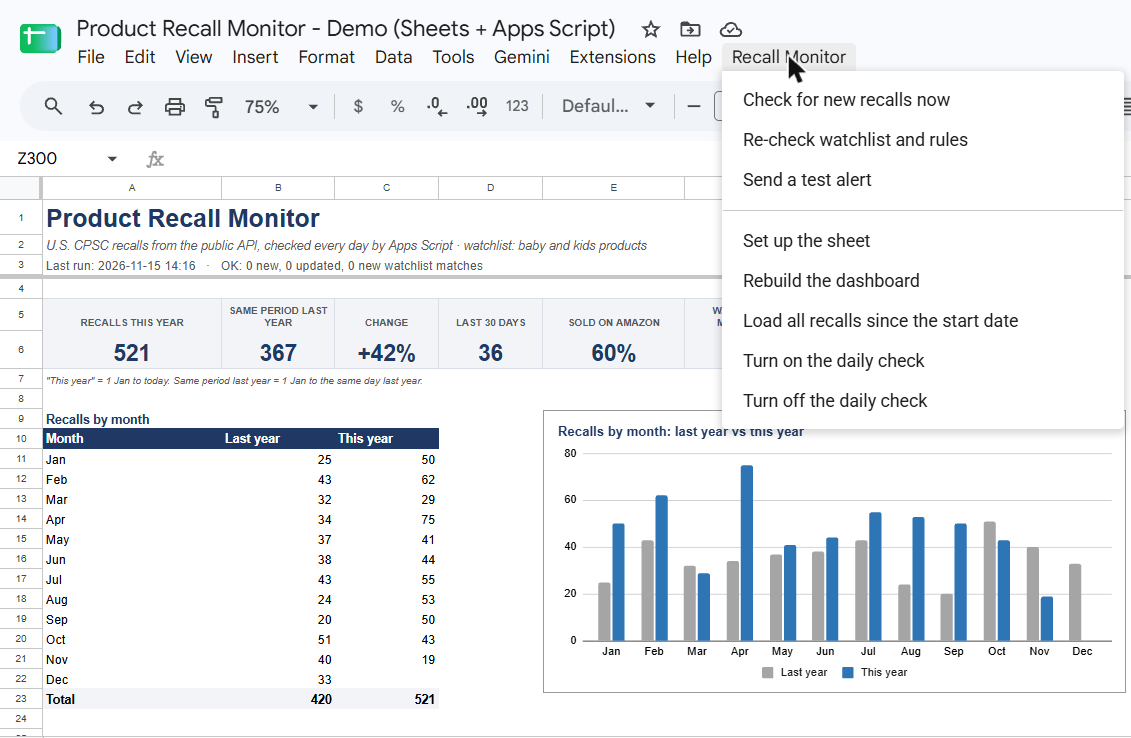 Product Recall Monitor - Demo (Sheets + Apps Script)
File Edit View Insert Format Data Tools Gemini Extensions Help Recall Monitor
75% $ % .0 .00 123 Defaul...
Check for new recalls now
Re-check watchlist and rules
Send a test alert
Set up the sheet
Rebuild the dashboard
Load all recalls since the start date
Turn on the daily check
Turn off the daily check
Z300 fx
A B C D E
1 Product Recall Monitor
2 U.S. CPSC recalls from the public API, checked every day by Apps Script · watchlist: baby and kids products
3 Last run: 2026-11-15 14:16 · OK: 0 new, 0 updated, 0 new watchlist matches
4
5 RECALLS THIS YEAR SAME PERIOD LAST YEAR CHANGE LAST 30 DAYS SOLD ON AMAZON
6 521 367 +42% 36 60%
7 "This year" = 1 Jan to today. Same period last year = 1 Jan to the same day last year.
8
9 Recalls by month
10 Month Last year This year
11 Jan 25 50
12 Feb 43 62
13 Mar 32 29
14 Apr 34 75
15 May 37 41
16 Jun 38 44
17 Jul 43 55
18 Aug 24 53
19 Sep 20 50
20 Oct 51 43
21 Nov 40 19
22 Dec 33
23 Total 420 521
24
Recalls by month: last year vs this year
80
60
40
20
0
Jan Feb Mar Apr May Jun Jul Aug Sep Oct Nov Dec
Last year This year